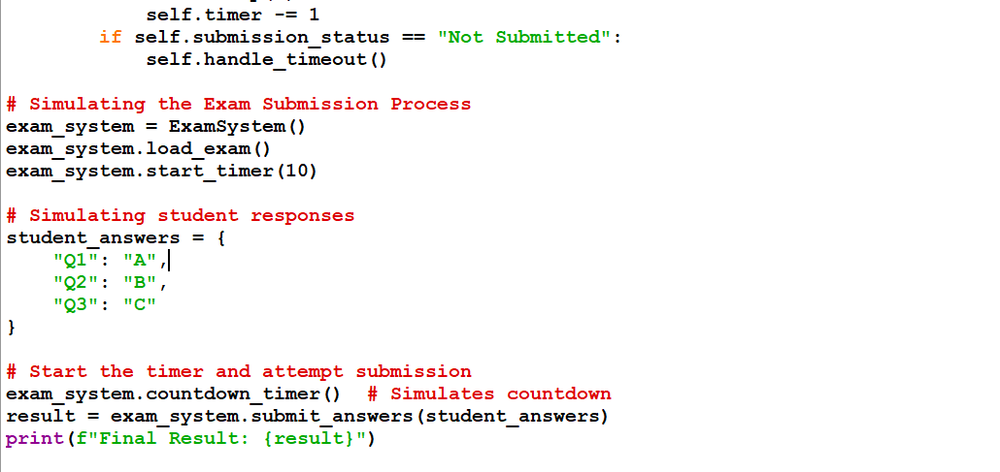 self.timer -= 1
        if self.submission_status == "Not Submitted":
            self.handle_timeout()

# Simulating the Exam Submission Process
exam_system = ExamSystem()
exam_system.load_exam()
exam_system.start_timer(10)

# Simulating student responses
student_answers = {
    "Q1": "A",
    "Q2": "B",
    "Q3": "C"
}

# Start the timer and attempt submission
exam_system.countdown_timer()  # Simulates countdown
result = exam_system.submit_answers(student_answers)
print(f"Final Result: {result}")